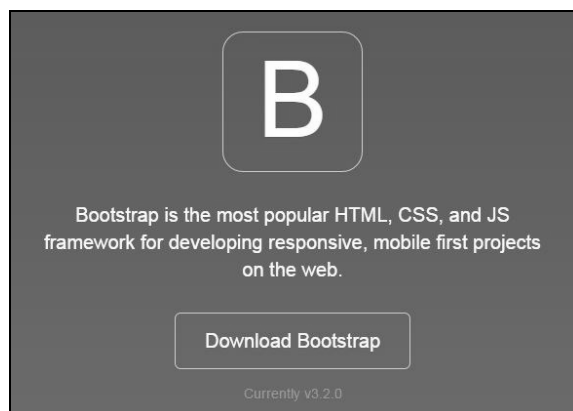 B
Bootstrap is the most popular HTML, CSS, and JS
framework for developing responsive, mobile first projects
on the web.
Download Bootstrap
Currently v3.2.0